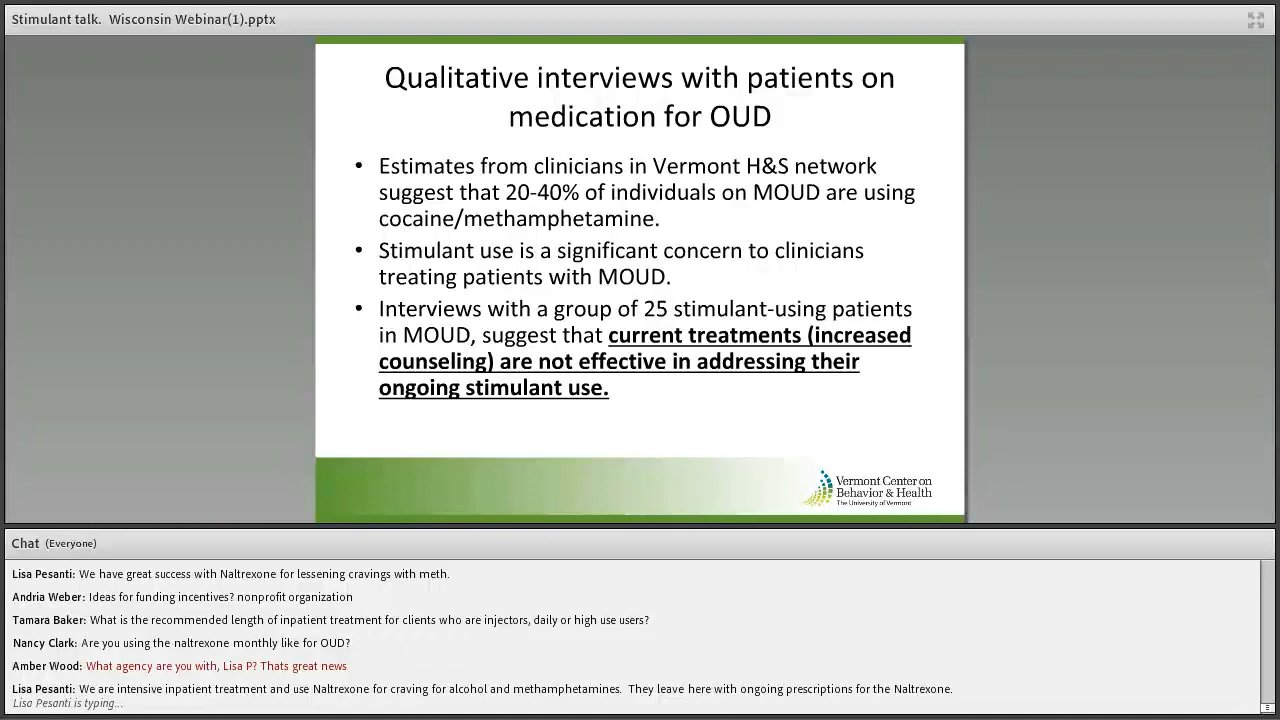 Stimulant talk.  Wisconsin Webinar(1).pptx
Qualitative interviews with patients on
medication for OUD
• Estimates from clinicians in Vermont H&S network
suggest that 20-40% of individuals on MOUD are using
cocaine/methamphetamine.
• Stimulant use is a significant concern to clinicians
treating patients with MOUD.
• Interviews with a group of 25 stimulant-using patients
in MOUD, suggest that current treatments (increased
counseling) are not effective in addressing their
ongoing stimulant use.
Vermont Center on
Behavior & Health
The University of Vermont
Chat (Everyone)
Lisa Pesanti: We have great success with Naltrexone for lessening cravings with meth.
Andria Weber: Ideas for funding incentives? nonprofit organization
Tamara Baker: What is the recommended length of inpatient treatment for clients who are injectors, daily or high use users?
Nancy Clark: Are you using the naltrexone monthly like for OUD?
Amber Wood: What agency are you with, Lisa P? Thats great news
Lisa Pesanti: We are intensive inpatient treatment and use Naltrexone for craving for alcohol and methamphetamines.  They leave here with ongoing prescriptions for the Naltrexone.
Lisa Pesanti is typing...